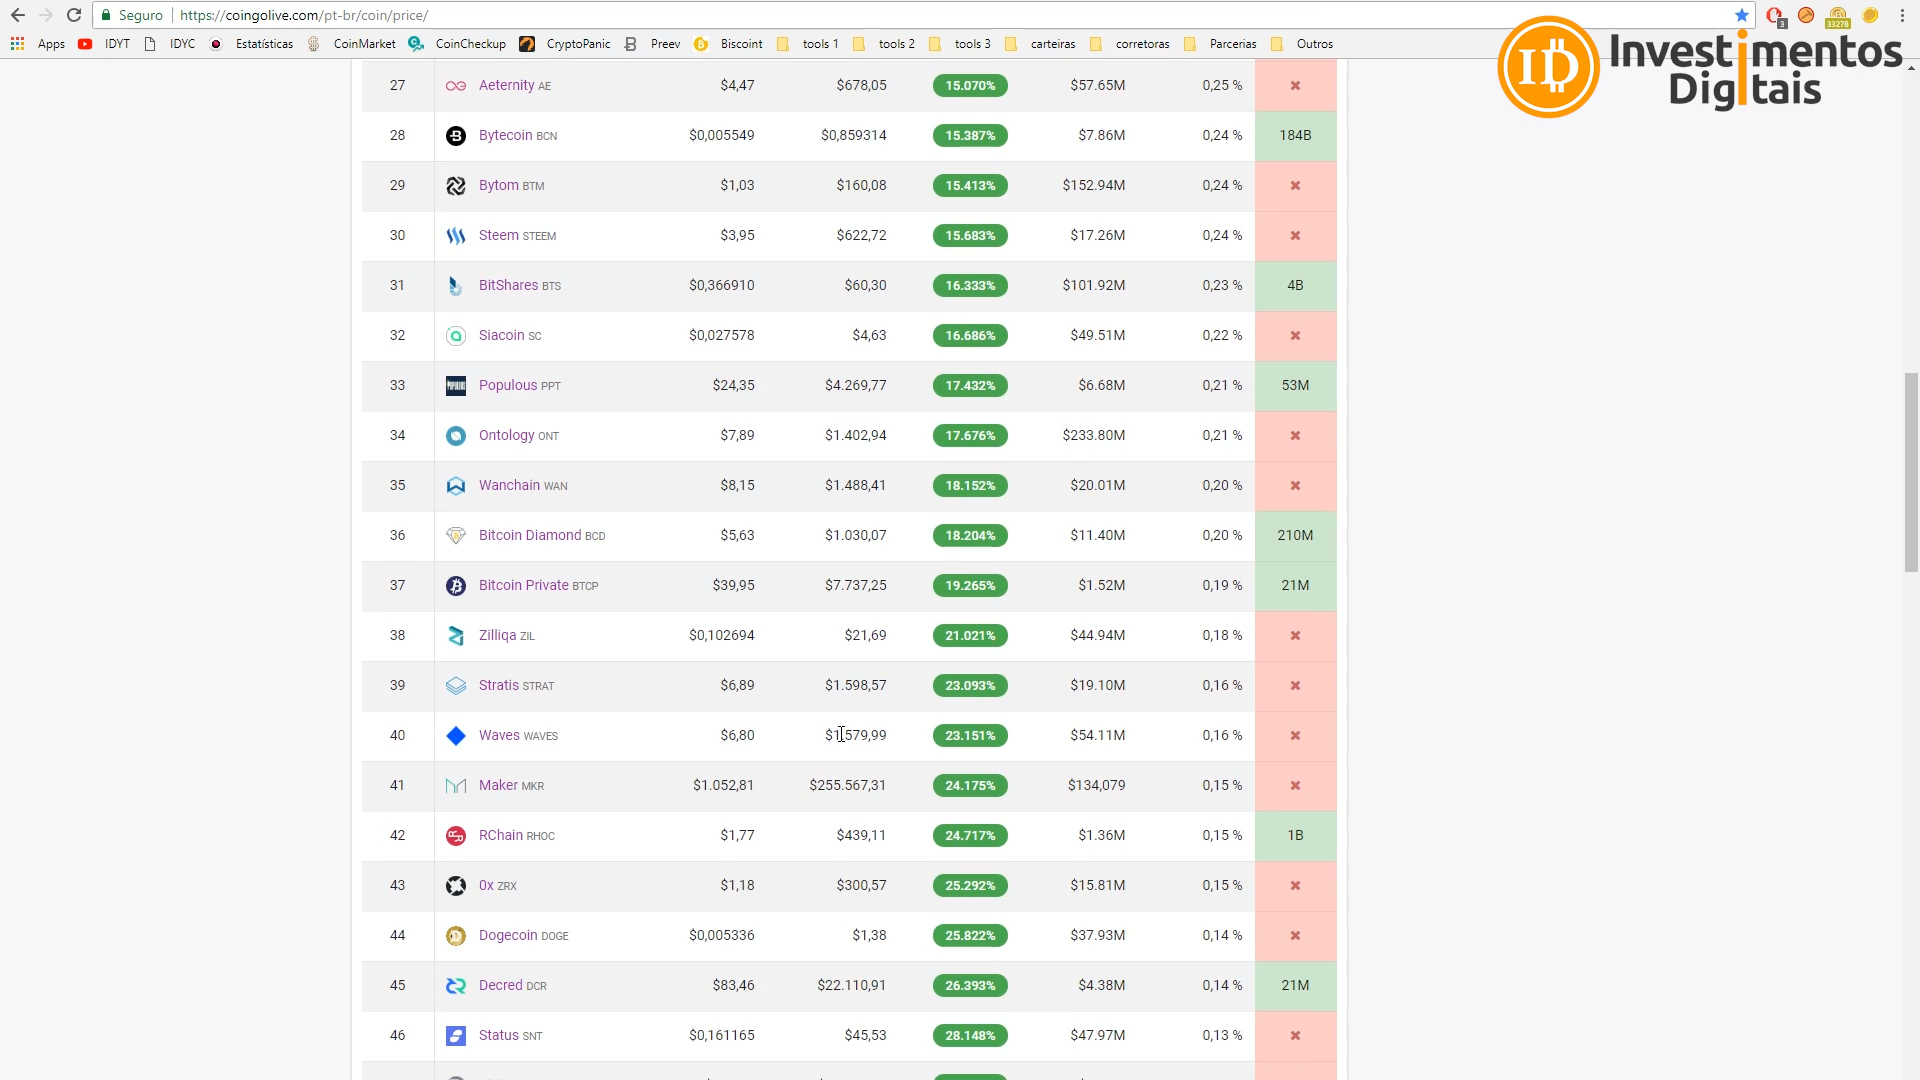 Seguro https://coingolive.com/pt-br/coin/price/
3 33278
Apps IDYT IDYC Estatísticas CoinMarket CoinCheckup CryptoPanic Preev Biscoint tools 1 tools 2 tools 3 carteiras corretoras Parcerias Outros
Investimentos
Digitais
27 Aeternity AE $4,47 $678,05 15.070% $57.65M 0,25 %
28 Bytecoin BCN $0,005549 $0,859314 15.387% $7.86M 0,24 % 184B
29 Bytom BTM $1,03 $160,08 15.413% $152.94M 0,24 %
30 Steem STEEM $3,95 $622,72 15.683% $17.26M 0,24 %
31 BitShares BTS $0,366910 $60,30 16.333% $101.92M 0,23 % 4B
32 Siacoin SC $0,027578 $4,63 16.686% $49.51M 0,22 %
33 Populous PPT $24,35 $4.269,77 17.432% $6.68M 0,21 % 53M
34 Ontology ONT $7,89 $1.402,94 17.676% $233.80M 0,21 %
35 Wanchain WAN $8,15 $1.488,41 18.152% $20.01M 0,20 %
36 Bitcoin Diamond BCD $5,63 $1.030,07 18.204% $11.40M 0,20 % 210M
37 Bitcoin Private BTCP $39,95 $7.737,25 19.265% $1.52M 0,19 % 21M
38 Zilliqa ZIL $0,102694 $21,69 21.021% $44.94M 0,18 %
39 Stratis STRAT $6,89 $1.598,57 23.093% $19.10M 0,16 %
40 Waves WAVES $6,80 $1.579,99 23.151% $54.11M 0,16 %
41 Maker MKR $1.052,81 $255.567,31 24.175% $134,079 0,15 %
42 RChain RHOC $1,77 $439,11 24.717% $1.36M 0,15 % 1B
43 0x ZRX $1,18 $300,57 25.292% $15.81M 0,15 %
44 Dogecoin DOGE $0,005336 $1,38 25.822% $37.93M 0,14 %
45 Decred DCR $83,46 $22.110,91 26.393% $4.38M 0,14 % 21M
46 Status SNT $0,161165 $45,53 28.148% $47.97M 0,13 %